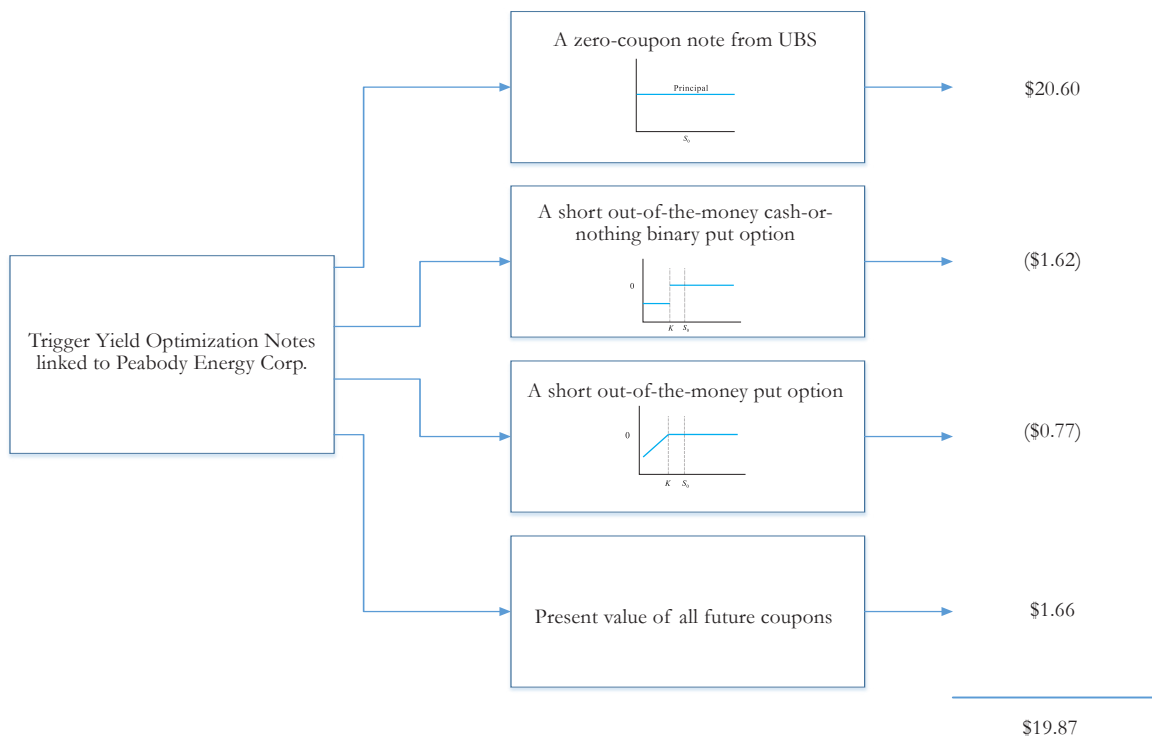 A zero-coupon note from UBS
Principal
S₀
$20.60
A short out-of-the-money cash-or-
nothing binary put option
0
K S₀
($1.62)
Trigger Yield Optimization Notes
linked to Peabody Energy Corp.
A short out-of-the-money put option
0
K S₀
($0.77)
Present value of all future coupons
$1.66
$19.87